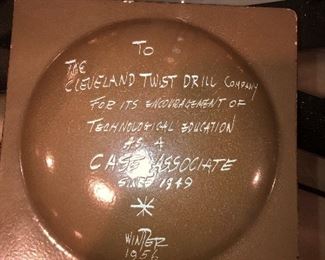 TO
THE
CLEVELAND TWIST DRILL COMPANY
FOR ITS ENCOURAGEMENT OF
TECHNOLOGICAL EDUCATION
AS A
CASE ASSOCIATE
SINCE 1949
WINTER
1956